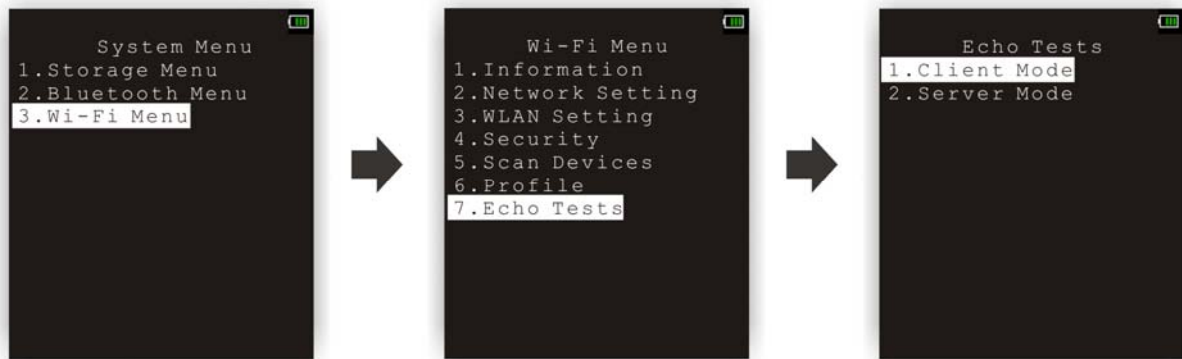 System Menu
1.Storage Menu
2.Bluetooth Menu
3.Wi-Fi Menu
Wi-Fi Menu
1.Information
2.Network Setting
3.WLAN Setting
4.Security
5.Scan Devices
6.Profile
7.Echo Tests
Echo Tests
1.Client Mode
2.Server Mode